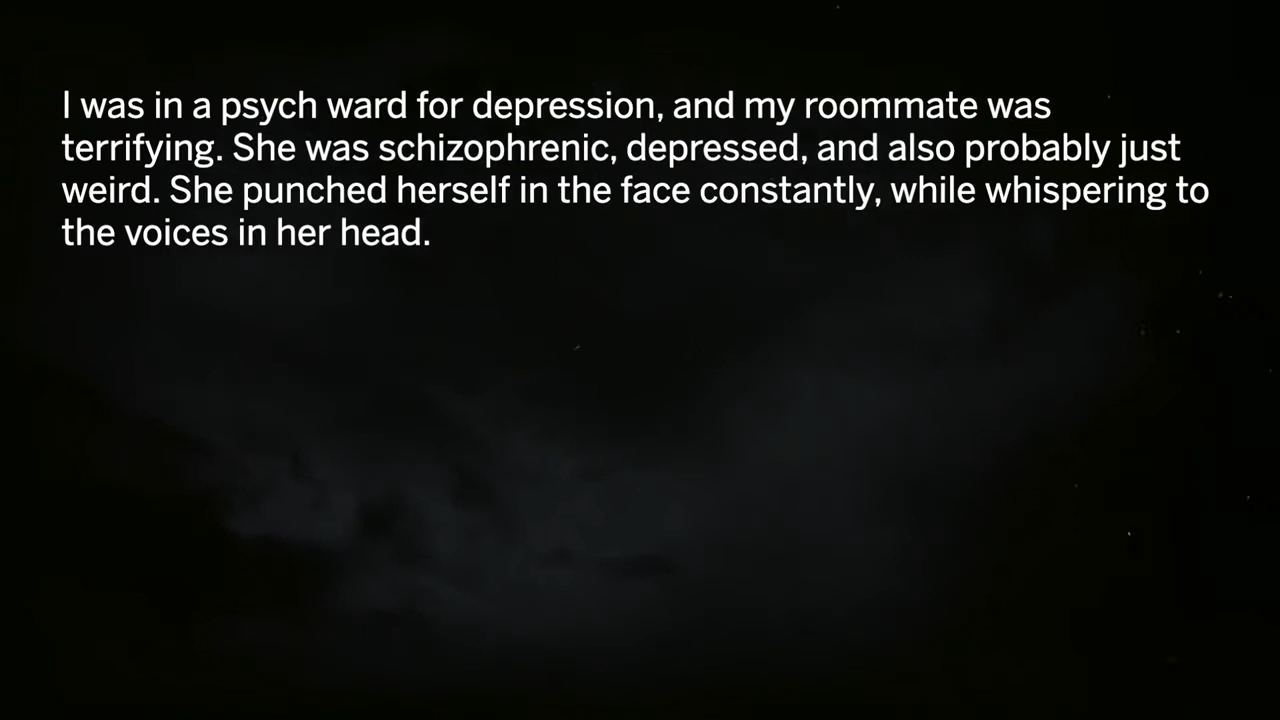 I was in a psych ward for depression, and my roommate was
terrifying. She was schizophrenic, depressed, and also probably just
weird. She punched herself in the face constantly, while whispering to
the voices in her head.